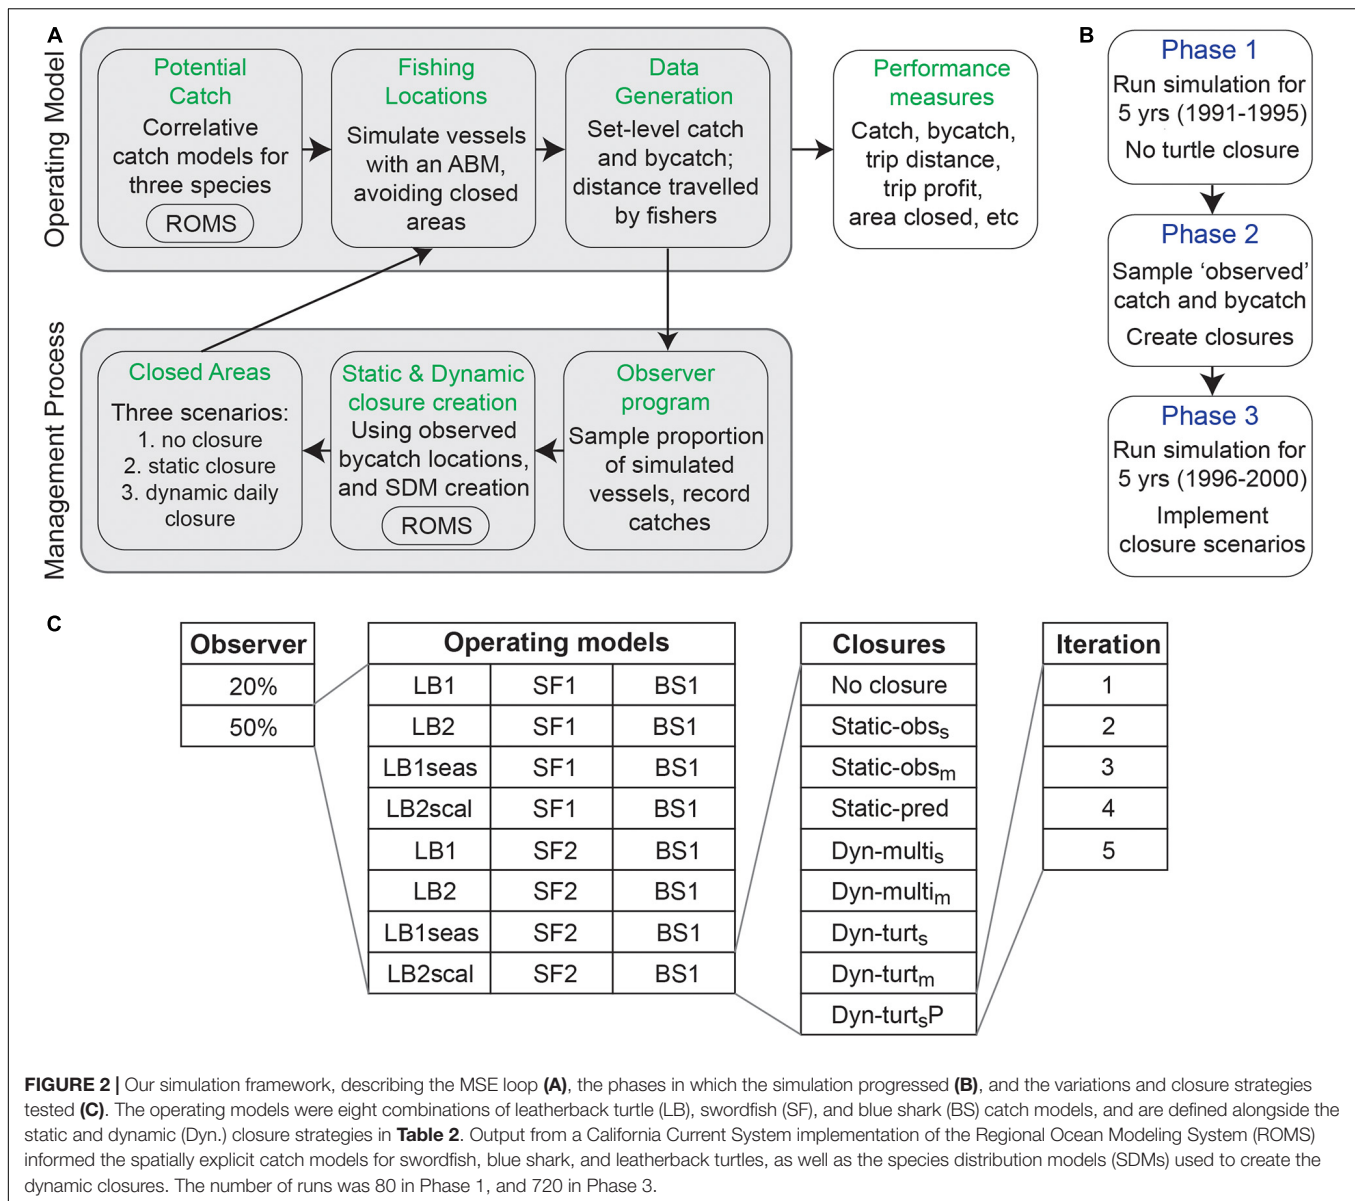 A
Operating Model
Potential
Catch
Correlative
catch models for
three species
ROMS
Fishing
Locations
Simulate vessels
with an ABM,
avoiding closed
areas
Data
Generation
Set-level catch
and bycatch;
distance travelled
by fishers
Performance
measures
Catch, bycatch,
trip distance,
trip profit,
area closed, etc
Management Process
Closed Areas
Three scenarios:
1. no closure
2. static closure
3. dynamic daily
closure
Static & Dynamic
closure creation
Using observed
bycatch locations,
and SDM creation
ROMS
Observer
program
Sample proportion
of simulated
vessels, record
catches
B
Phase 1
Run simulation for
5 yrs (1991-1995)
No turtle closure
Phase 2
Sample ‘observed’
catch and bycatch
Create closures
Phase 3
Run simulation for
5 yrs (1996-2000)
Implement
closure scenarios
C
Observer
20%
50%
Operating models
LB1 SF1 BS1
LB2 SF1 BS1
LB1seas SF1 BS1
LB2scal SF1 BS1
LB1 SF2 BS1
LB2 SF2 BS1
LB1seas SF2 BS1
LB2scal SF2 BS1
Closures
No closure
Static-obss
Static-obsm
Static-pred
Dyn-multis
Dyn-multim
Dyn-turts
Dyn-turtm
Dyn-turtsP
Iteration
1
2
3
4
5
FIGURE 2 | Our simulation framework, describing the MSE loop (A), the phases in which the simulation progressed (B), and the variations and closure strategies
tested (C). The operating models were eight combinations of leatherback turtle (LB), swordfish (SF), and blue shark (BS) catch models, and are defined alongside the
static and dynamic (Dyn.) closure strategies in Table 2. Output from a California Current System implementation of the Regional Ocean Modeling System (ROMS)
informed the spatially explicit catch models for swordfish, blue shark, and leatherback turtles, as well as the species distribution models (SDMs) used to create the
dynamic closures. The number of runs was 80 in Phase 1, and 720 in Phase 3.